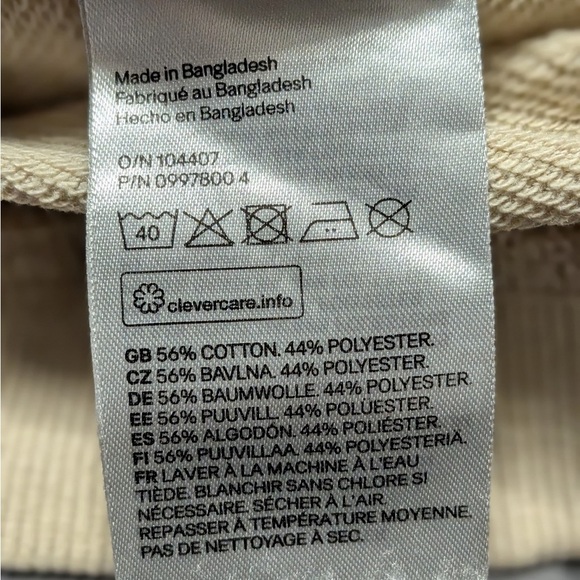 Made in Bangladesh
Fabriqué au Bangladesh
Hecho en Bangladesh
O/N 104407
P/N 0997800 4
40
clevercare.info
GB 56% COTTON. 44% POLYESTER.
CZ 56% BAVLNA. 44% POLYESTER.
DE 56% BAUMWOLLE. 44% POLYESTER.
EE 56% PUUVILL. 44% POLÜESTER.
ES 56% ALGODÓN. 44% POLIÉSTER.
FI 56% PUUVILLAA. 44% POLYESTERIÄ.
FR LAVER À LA MACHINE À L'EAU
TIÈDE. BLANCHIR SANS CHLORE SI
NÉCESSAIRE. SÉCHER À L'AIR.
REPASSER À TEMPÉRATURE MOYENNE.
PAS DE NETTOYAGE À SEC.